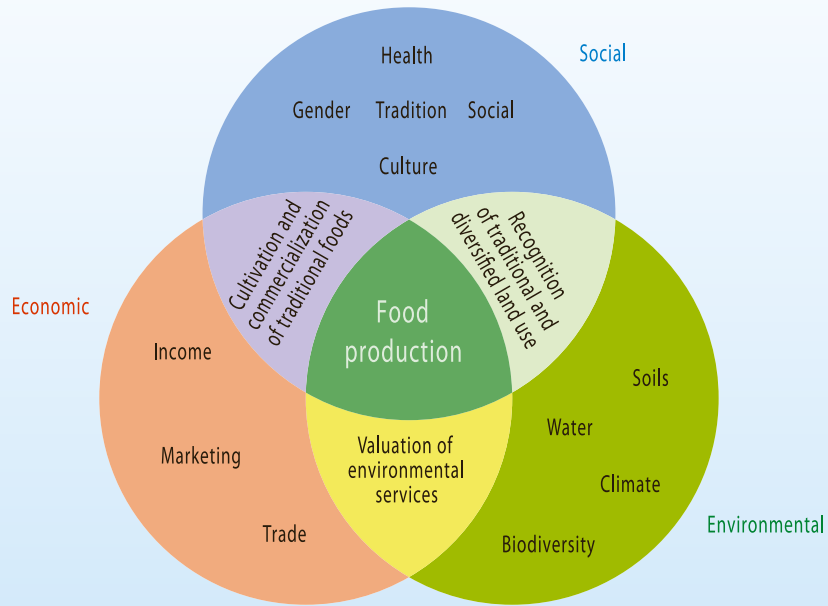 Social
Health
Gender Tradition Social
Culture
Cultivation and
commercialization
of traditional foods
Recognition
of traditional and
diversified land use
Economic
Food
production
Income
Marketing
Trade
Valuation of
environmental
services
Soils
Water
Climate
Biodiversity
Environmental